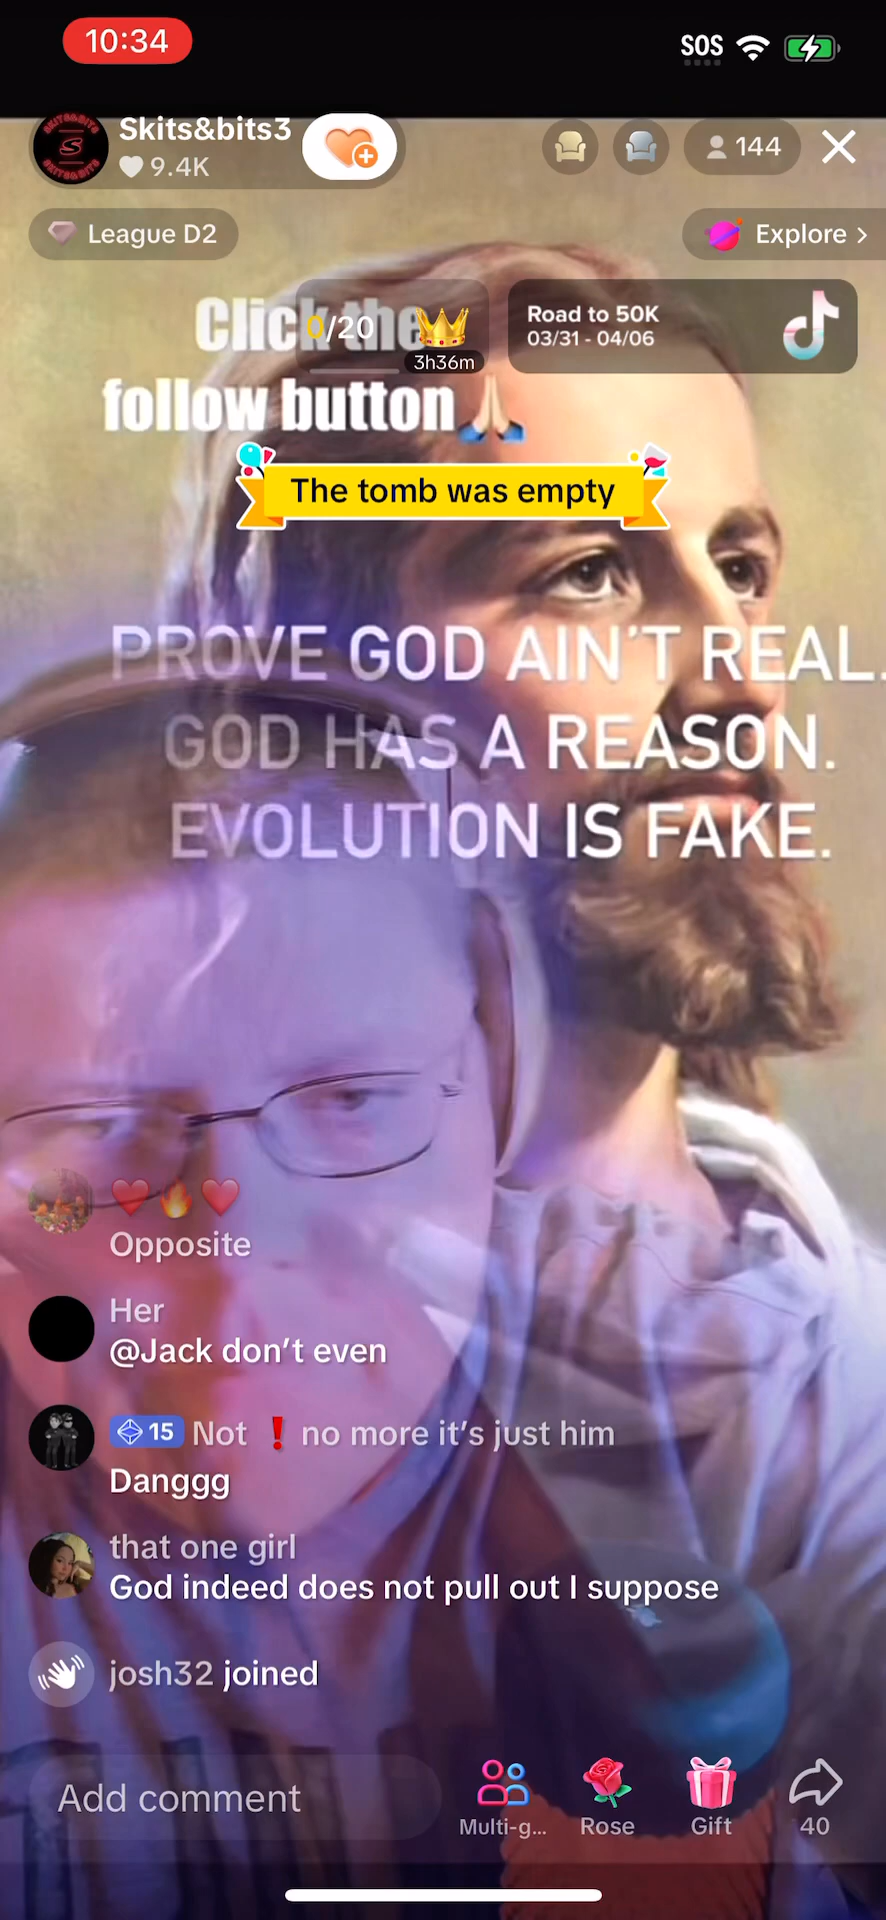 10:34
SOS
Skits&bits3
9.4K
144
League D2
Explore >
Click the
0/20
3h36m
Road to 50K
03/31 - 04/06
follow button🙏🏻
The tomb was empty
PROVE GOD AIN'T REAL.
GOD HAS A REASON.
EVOLUTION IS FAKE.
❤️🔥❤️
Opposite
Her
@Jack don't even
15 Not ❗ no more it's just him
Danggg
that one girl
God indeed does not pull out I suppose
josh32 joined
Add comment
Multi-g...
Rose
Gift
40